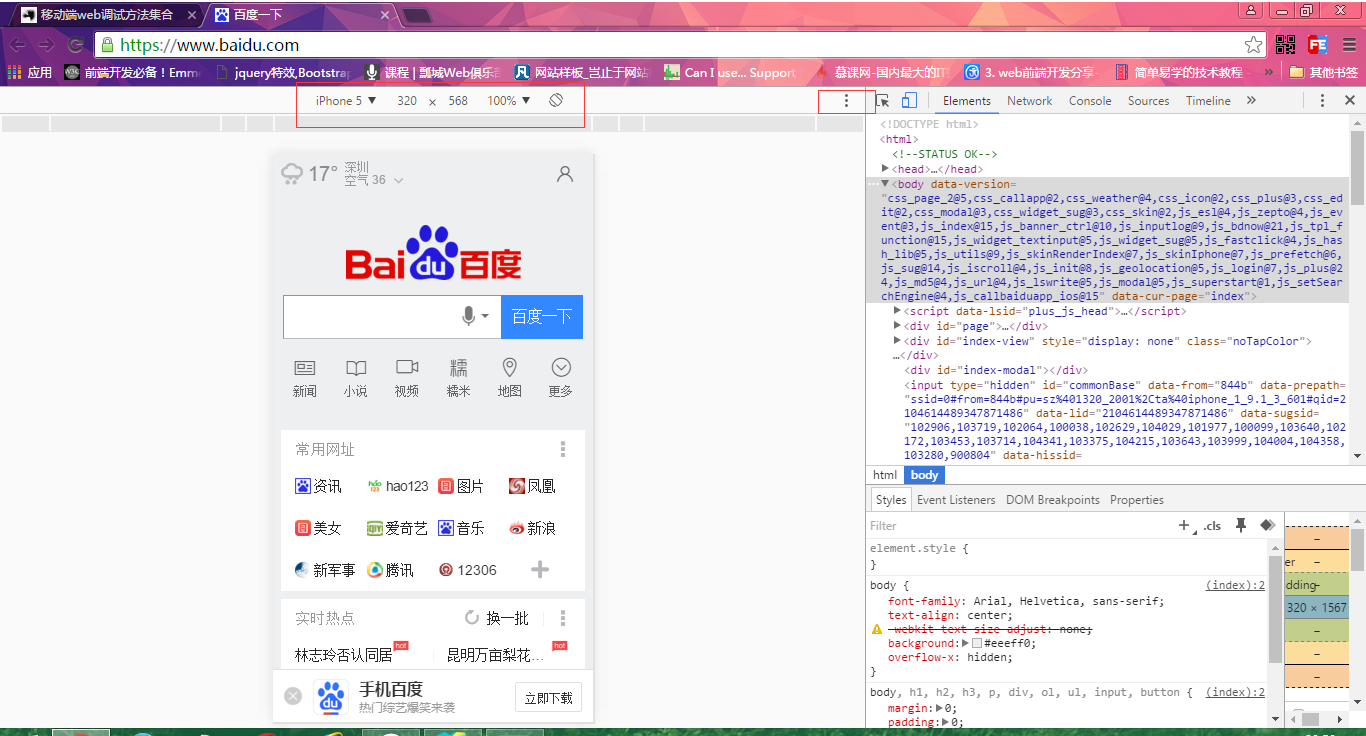 移动端web调试方法集合
百度一下
https://www.baidu.com
应用
前端开发必备！Emme
jquery特效,Bootstrap
课程 | 瓢城Web俱乐
网站样板_岂止于网站
Can I use... Support
慕课网-国内最大的IT
3. web前端开发分享-
简单易学的技术教程
»
其他书签
iPhone 5 ▼ 320 × 568 100% ▼
Elements Network Console Sources Timeline »
<!DOCTYPE html>
<html>
<!--STATUS OK-->
▶<head>…</head>
…▼<body data-version=
"css_page_2@5,css_callapp@2,css_weather@4,css_icon@2,css_plus@3,css_ed
it@2,css_modal@3,css_widget_sug@3,css_skin@2,js_esl@4,js_zepto@4,js_ev
ent@3,js_index@15,js_banner_ctrl@10,js_inputlog@9,js_bdnow@21,js_tpl_f
unction@15,js_widget_textinput@5,js_widget_sug@5,js_fastclick@4,js_has
h_lib@5,js_utils@9,js_skinRenderIndex@7,js_skinIphone@7,js_prefetch@6,
js_sug@14,js_iscroll@4,js_init@8,js_geolocation@5,js_login@7,js_plus@2
4,js_md5@4,js_url@4,js_lswrite@5,js_modal@5,js_superstart@1,js_setSear
chEngine@4,js_callbaiduapp_ios@15" data-cur-page="index">
▶<script data-lsid="plus_js_head">…</script>
▶<div id="page">…</div>
▶<div id="index-view" style="display: none" class="noTapColor">
…</div>
<div id="index-modal"></div>
<input type="hidden" id="commonBase" data-from="844b" data-prepath=
"ssid=0#from=844b#pu=sz%401320_2001%2Cta%40iphone_1_9.1_3_601#qid=2
104614489347871486" data-lid="2104614489347871486" data-sugsid=
"102906,103719,102064,100038,102629,104029,101977,100099,103640,102
172,103453,103714,104341,103375,104215,103643,103999,104004,104358,
103280,900804" data-hissid=
html body
Styles Event Listeners DOM Breakpoints Properties
Filter
+ .cls
element.style {
}
body { (index):2
font-family: Arial, Helvetica, sans-serif;
text-align: center;
-webkit-text-size-adjust: none;
background:▶#eeeff0;
overflow-x: hidden;
}
body, h1, h2, h3, p, div, ol, ul, input, button { (index):2
margin:▶0;
padding:▶0;
–
er –
dding–
320 × 1567
–
–
–
17° 深圳
空气 36
Bai du 百度
百度一下
新闻 小说 视频 糯米 地图 更多
糯
常用网址
资讯 hao123 图片 凤凰
美女 爱奇艺 音乐 新浪
新军事 腾讯 12306
实时热点 换一批
林志玲否认同居 hot 昆明万亩梨花… hot
手机百度
热门综艺爆笑来袭
立即下载